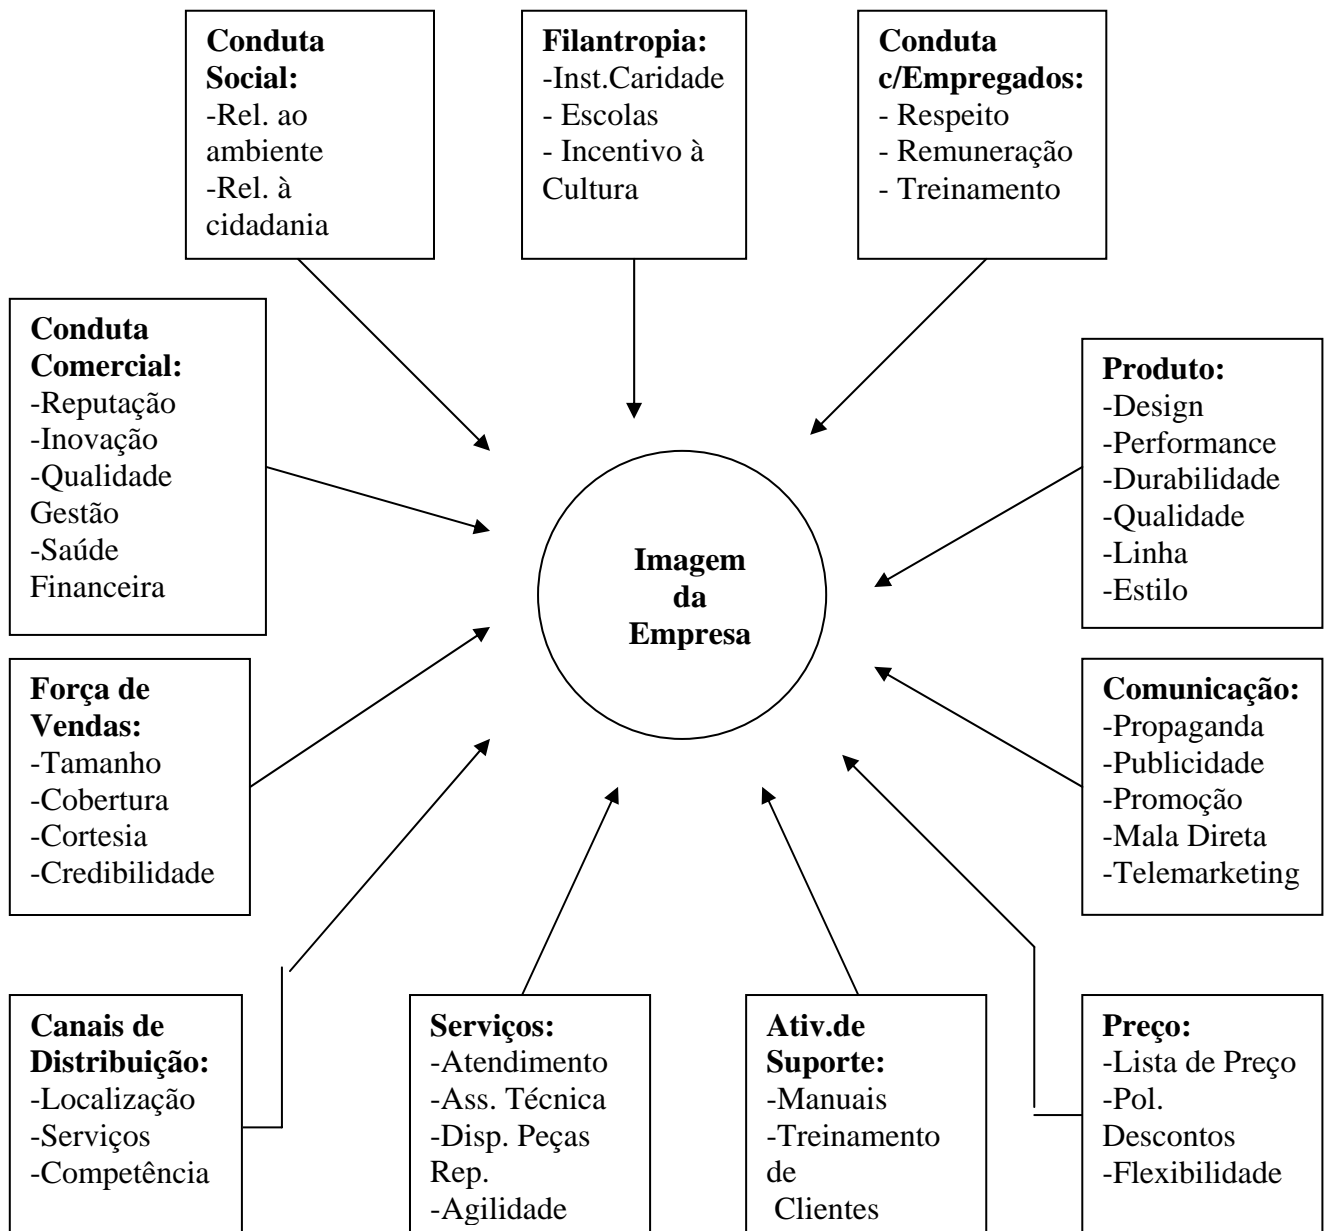 Conduta
Social:
-Rel. ao
ambiente
-Rel. à
cidadania
Filantropia:
-Inst.Caridade
- Escolas
- Incentivo à
Cultura
Conduta
c/Empregados:
- Respeito
- Remuneração
- Treinamento
Conduta
Comercial:
-Reputação
-Inovação
-Qualidade
Gestão
-Saúde
Financeira
Imagem
da
Empresa
Produto:
-Design
-Performance
-Durabilidade
-Qualidade
-Linha
-Estilo
Força de
Vendas:
-Tamanho
-Cobertura
-Cortesia
-Credibilidade
Comunicação:
-Propaganda
-Publicidade
-Promoção
-Mala Direta
-Telemarketing
Canais de
Distribuição:
-Localização
-Serviços
-Competência
Serviços:
-Atendimento
-Ass. Técnica
-Disp. Peças
Rep.
-Agilidade
Ativ.de
Suporte:
-Manuais
-Treinamento
de
Clientes
Preço:
-Lista de Preço
-Pol.
Descontos
-Flexibilidade